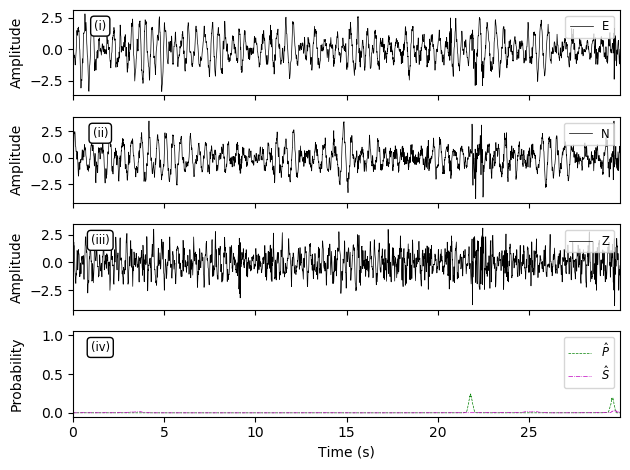 (i)
E
Amplitude
2.5
0.0
−2.5
(ii)
N
Amplitude
2.5
0.0
−2.5
(iii)
Z
Amplitude
2.5
0.0
−2.5
(iv)
P̂
Ŝ
Probability
1.0
0.5
0.0
0 5 10 15 20 25
Time (s)